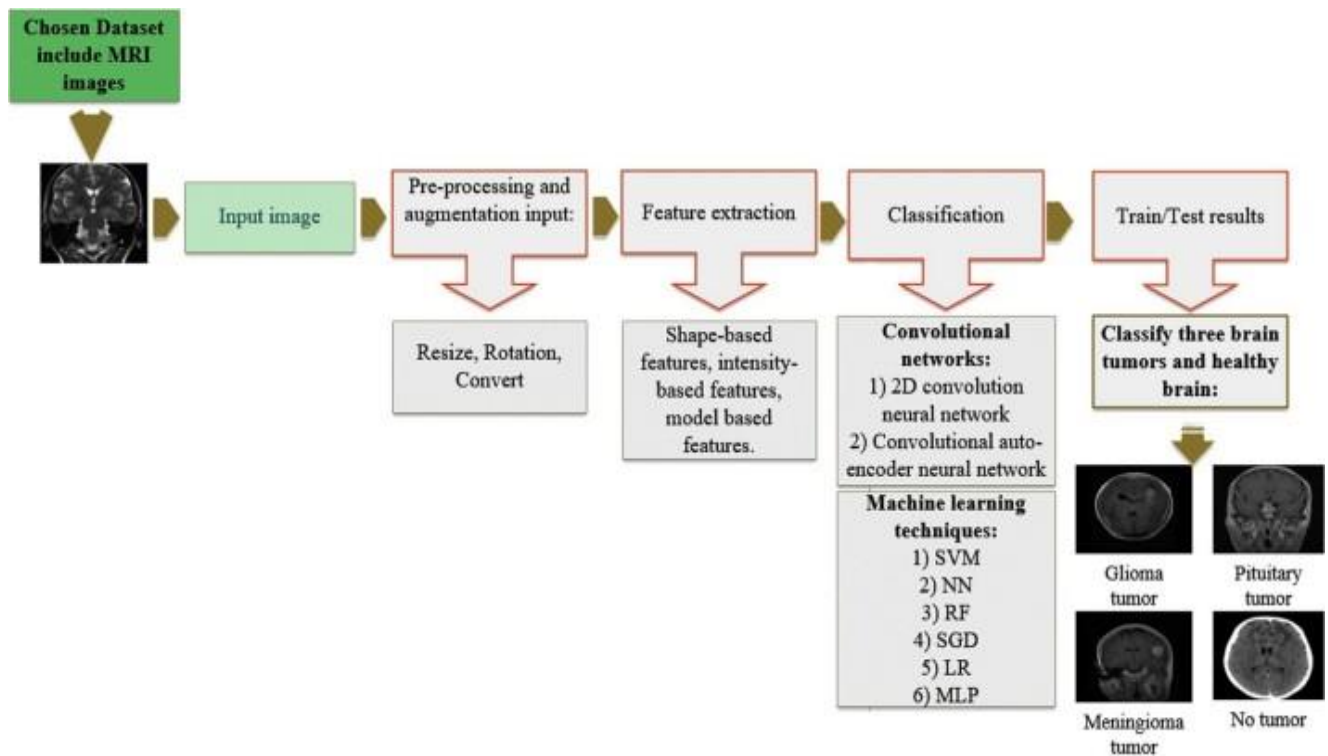 Chosen Dataset
include MRI
images
Input image
Pre-processing and
augmentation input:
Feature extraction
Classification
Train/Test results
Resize, Rotation,
Convert
Shape-based
features, intensity-
based features,
model based
features.
Convolutional
networks:
1) 2D convolution
neural network
2) Convolutional auto-
encoder neural network
Machine learning
techniques:
1) SVM
2) NN
3) RF
4) SGD
5) LR
6) MLP
Classify three brain
tumors and healthy
brain:
Glioma
tumor
Pituitary
tumor
Meningioma
tumor
No tumor